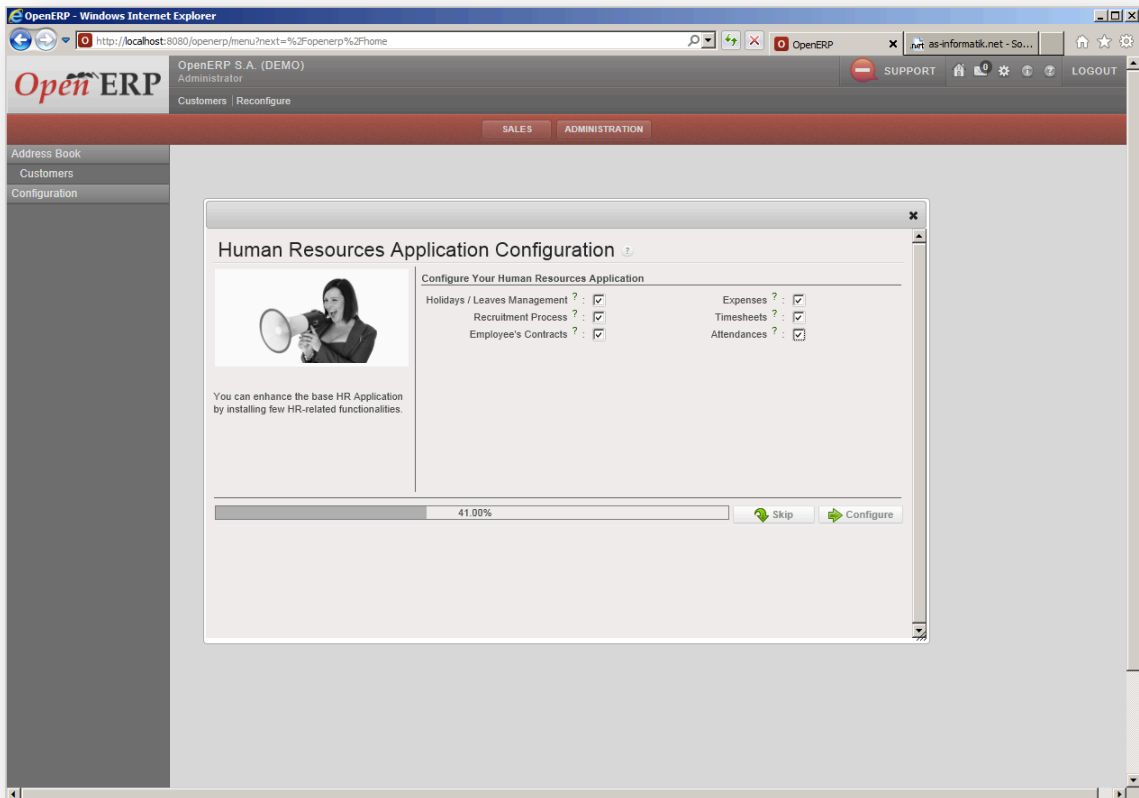 OpenERP - Windows Internet Explorer
http://localhost:8080/openerp/menu?next=%2Fopenerp%2Fhome
OpenERP
as-informatik.net - So...
Open ERP
OpenERP S.A. (DEMO)
Administrator
Customers | Reconfigure
SUPPORT
0
LOGOUT
SALES
ADMINISTRATION
Address Book
Customers
Configuration
Human Resources Application Configuration ?
Configure Your Human Resources Application
Holidays / Leaves Management ? :
Expenses ? :
Recruitment Process ? :
Timesheets ? :
Employee's Contracts ? :
Attendances ? :
You can enhance the base HR Application
by installing few HR-related functionalities.
41.00%
Skip
Configure